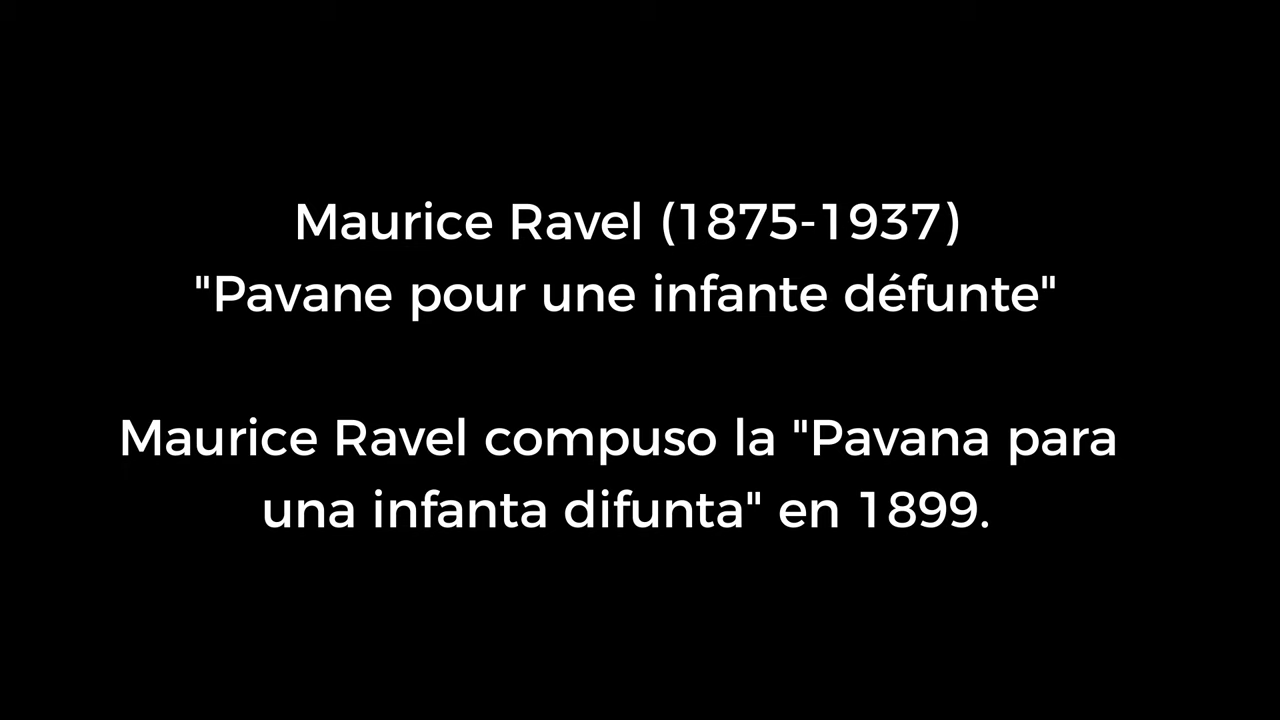 Maurice Ravel (1875-1937)
"Pavane pour une infante défunte"
Maurice Ravel compuso la "Pavana para
una infanta difunta" en 1899.